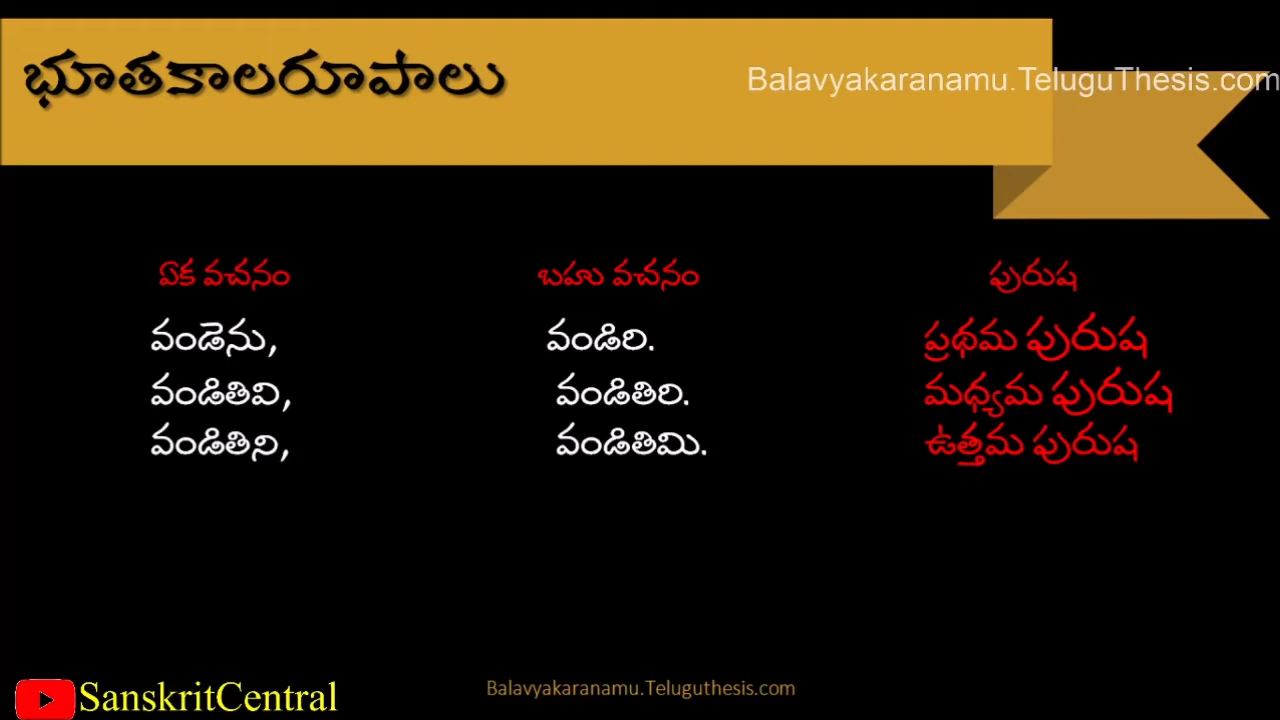 భూతకాలరూపాలు
Balavyakaranamu.TeluguThesis.com
ఏక వచనం బహు వచనం పురుష
వండెను, వండిరి. ప్రథమ పురుష
వండితివి, వండితిరి. మధ్యమ పురుష
వండితిని, వండితిమి. ఉత్తమ పురుష
SanskritCentral
Balavyakaranamu.Teluguthesis.com